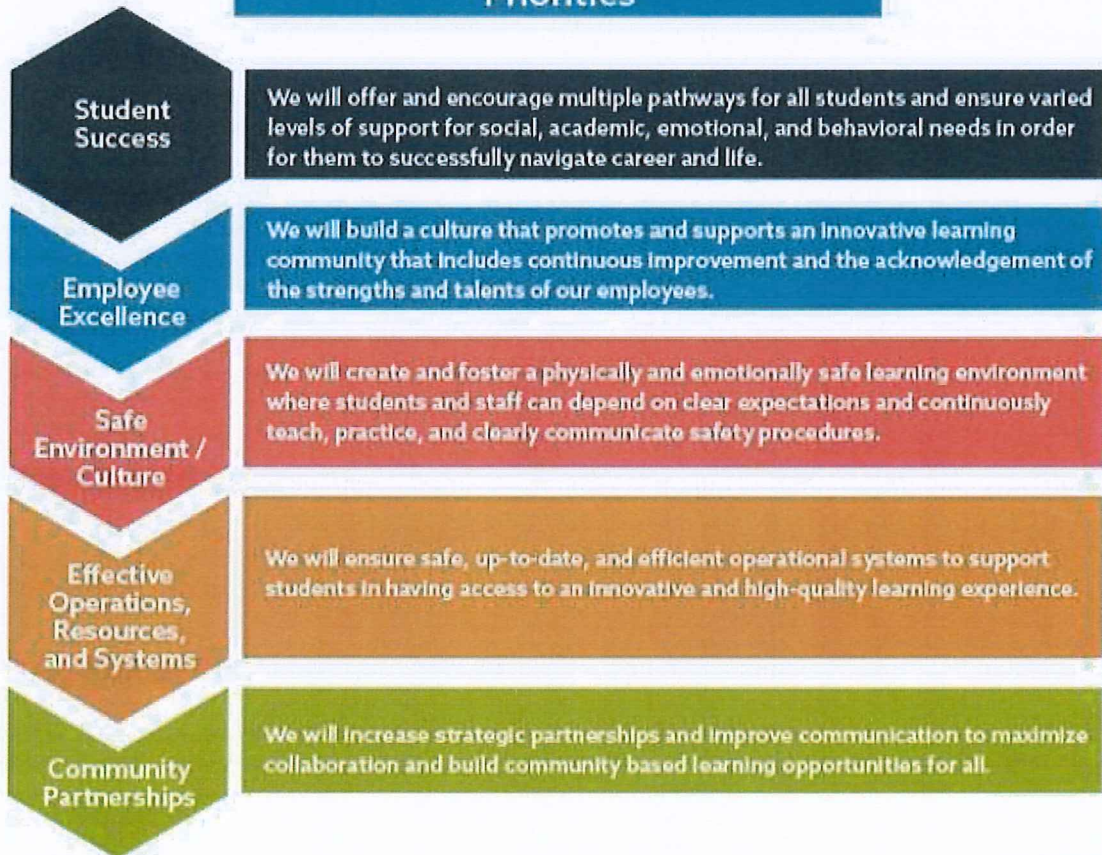 Priorities
Student
Success
We will offer and encourage multiple pathways for all students and ensure varied
levels of support for social, academic, emotional, and behavioral needs in order
for them to successfully navigate career and life.
Employee
Excellence
We will build a culture that promotes and supports an innovative learning
community that includes continuous improvement and the acknowledgement of
the strengths and talents of our employees.
Safe
Environment /
Culture
We will create and foster a physically and emotionally safe learning environment
where students and staff can depend on clear expectations and continuously
teach, practice, and clearly communicate safety procedures.
Effective
Operations,
Resources,
and Systems
We will ensure safe, up-to-date, and efficient operational systems to support
students in having access to an innovative and high-quality learning experience.
Community
Partnerships
We will increase strategic partnerships and improve communication to maximize
collaboration and build community based learning opportunities for all.